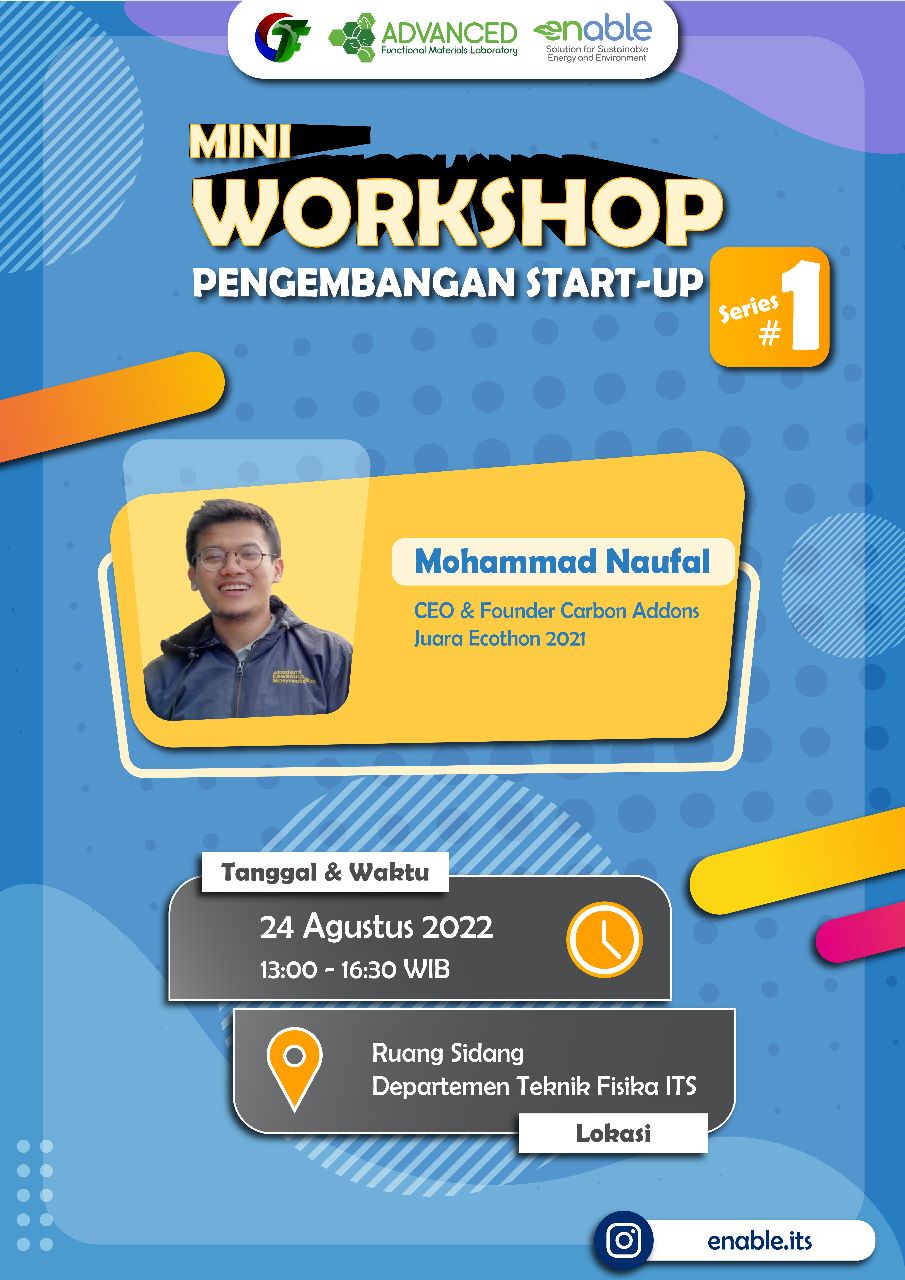 ADVANCED
Functional Materials Laboratory
enable
Solution for Sustainable
Energy and Environment
MINI
WORKSHOP
PENGEMBANGAN START-UP
Series
#1
Mohammad Naufal
CEO & Founder Carbon Addons
Juara Ecothon 2021
Akademi
Tanggal & Waktu
24 Agustus 2022
13:00 - 16:30 WIB
Ruang Sidang
Departemen Teknik Fisika ITS
Lokasi
enable.its